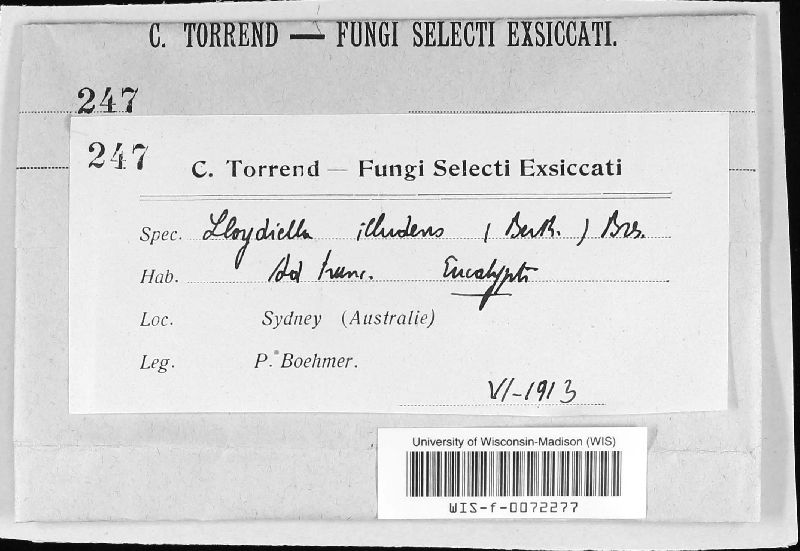 C. TORREND — FUNGI SELECTI EXSICCATI.
247
247
C. Torrend — Fungi Selecti Exsiccati
Spec. Lloydiella illudens (Berk.) Bres.
Hab. Ad trunc. Eucalypti
Loc. Sydney (Australie)
Leg. P. Boehmer.
VI-1913
University of Wisconsin-Madison (WIS)
WIS-f-0072277